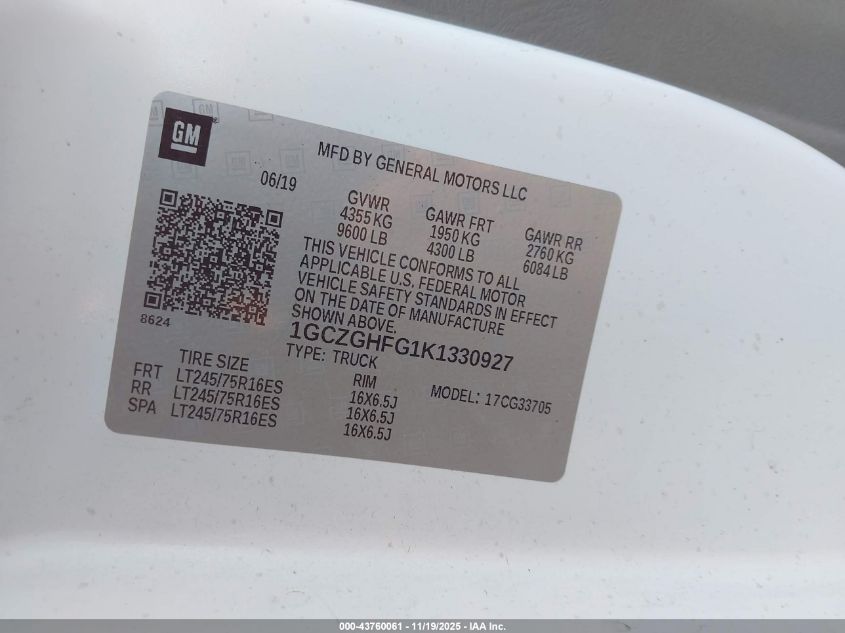 GM
MFD BY GENERAL MOTORS LLC
06/19
GVWR
4355 KG
9600 LB
GAWR FRT
1950 KG
4300 LB
GAWR RR
2760 KG
6084 LB
THIS VEHICLE CONFORMS TO ALL
APPLICABLE U.S. FEDERAL MOTOR
VEHICLE SAFETY STANDARDS IN EFFECT
ON THE DATE OF MANUFACTURE
SHOWN ABOVE.
8624
1GCZGHFG1K1330927
TYPE: TRUCK
MODEL: 17CG33705
TIRE SIZE RIM
FRT LT245/75R16ES 16X6.5J
RR LT245/75R16ES 16X6.5J
SPA LT245/75R16ES 16X6.5J
000-43760061 - 11/19/2025 - IAA Inc.